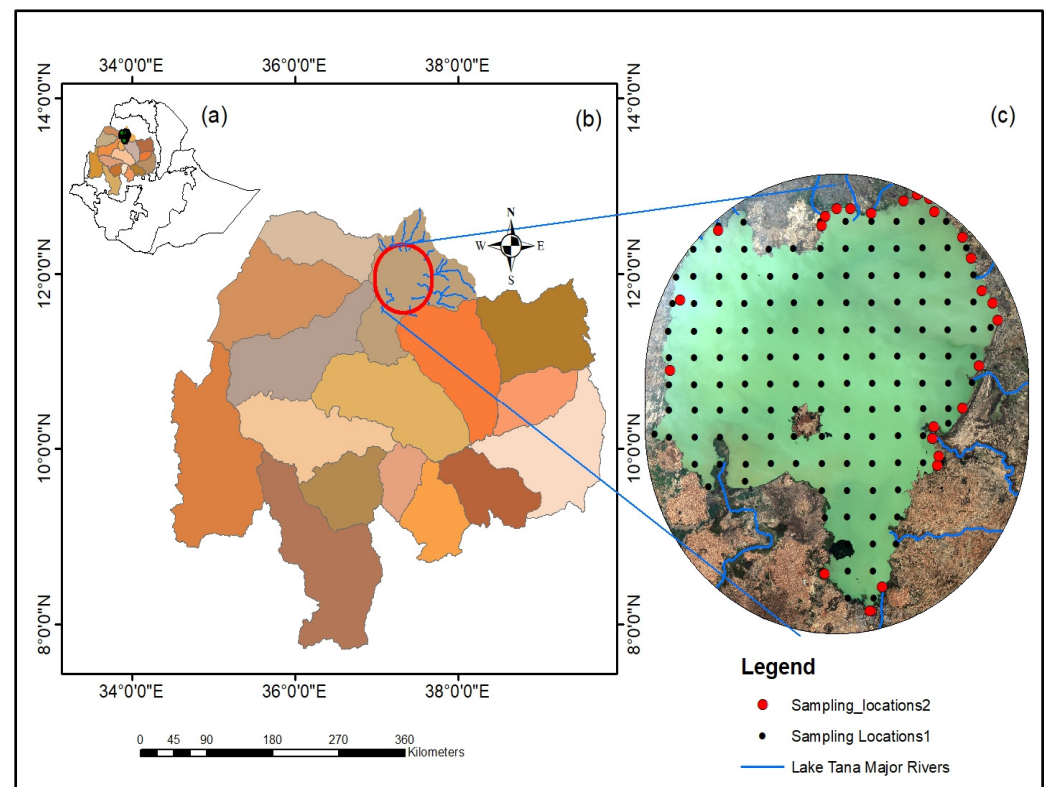 34°0'0"E 36°0'0"E 38°0'0"E
14°0'0"N
14°0'0"N
(a)
(b)
(c)
N
W E
S
12°0'0"N
12°0'0"N
10°0'0"N
10°0'0"N
8°0'0"N
8°0'0"N
34°0'0"E 36°0'0"E 38°0'0"E
0 45 90 180 270 360
Kilometers
Legend
Sampling_locations2
Sampling Locations1
Lake Tana Major Rivers